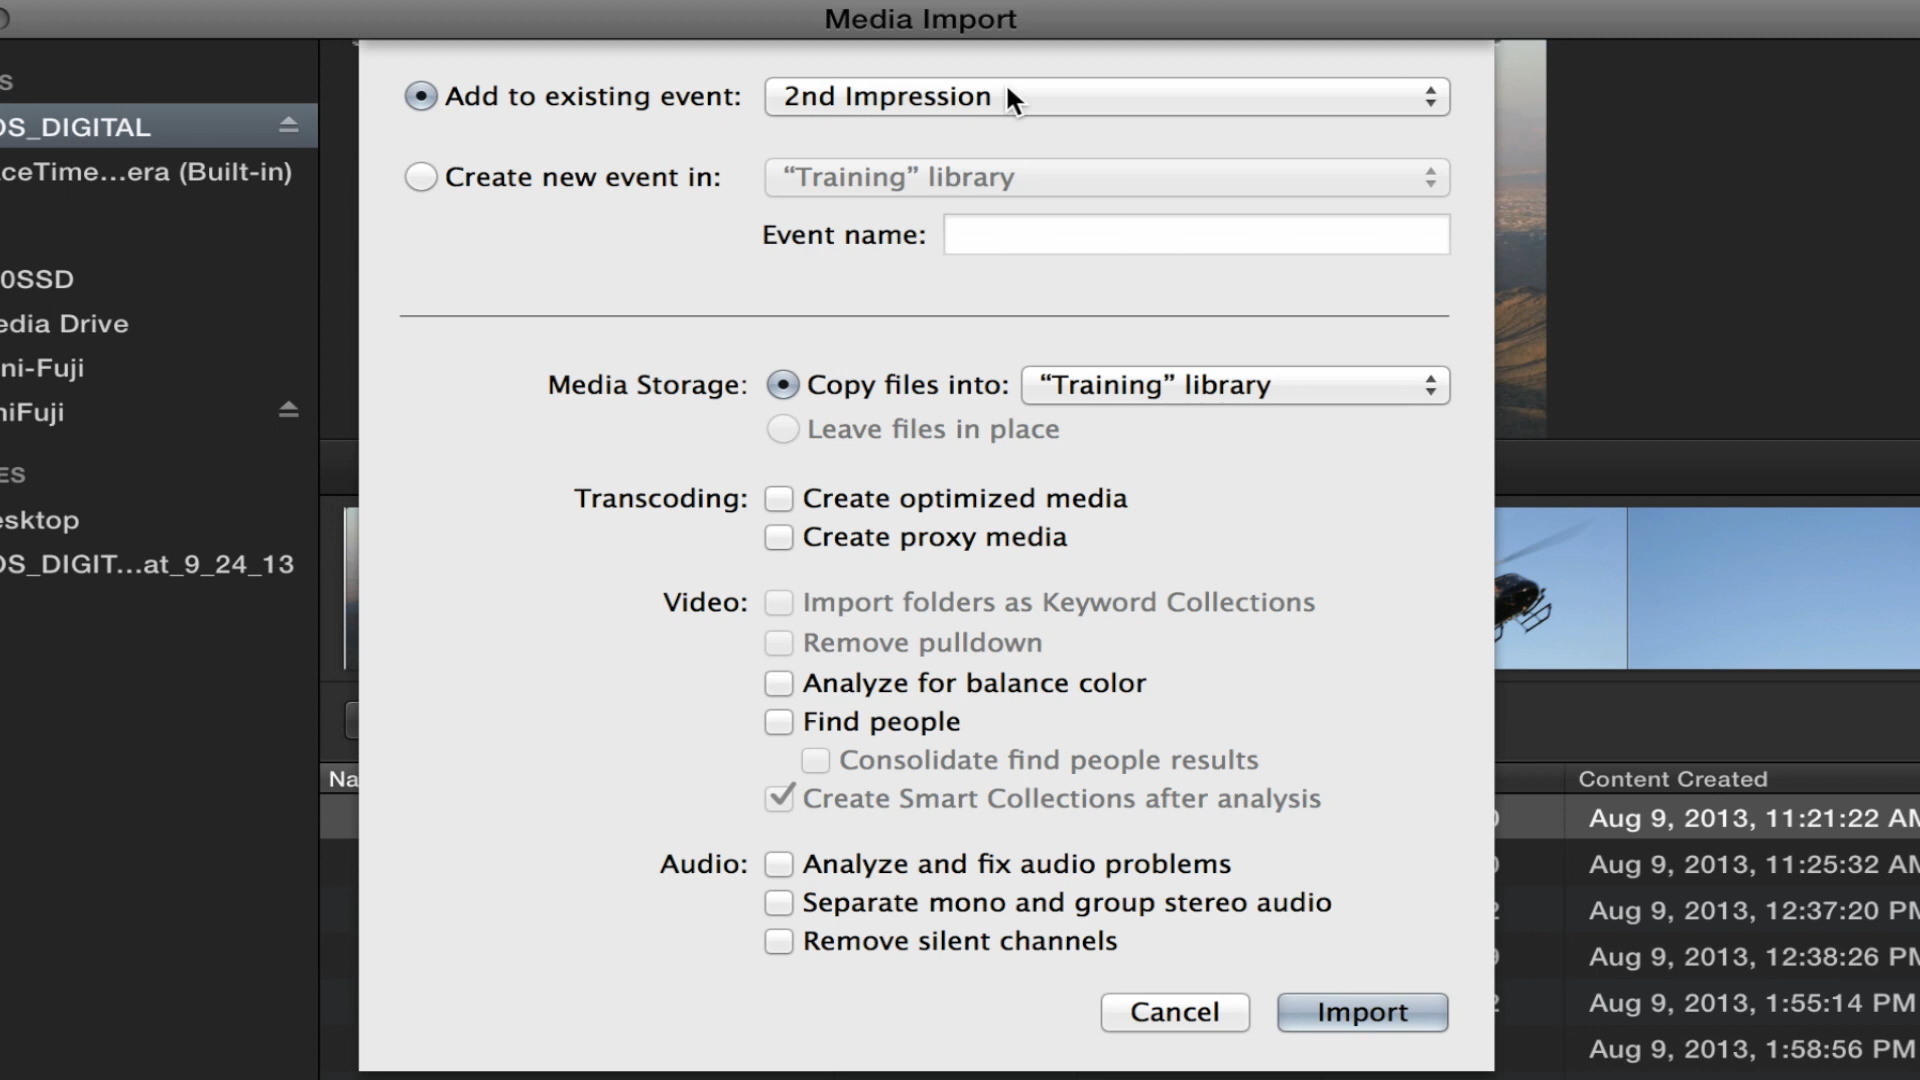 Media Import
S
OS_DIGITAL
ceTime...era (Built-in)
0SSD
edia Drive
ni-Fuji
niFuji
ES
esktop
OS_DIGIT...at_9_24_13
Add to existing event: 2nd Impression
Create new event in: “Training” library
Event name:
Media Storage: Copy files into: “Training” library
Leave files in place
Transcoding: Create optimized media
Create proxy media
Video: Import folders as Keyword Collections
Remove pulldown
Analyze for balance color
Find people
Consolidate find people results
Create Smart Collections after analysis
Audio: Analyze and fix audio problems
Separate mono and group stereo audio
Remove silent channels
Cancel Import
Na
Content Created
Aug 9, 2013, 11:21:22 AM
Aug 9, 2013, 11:25:32 AM
Aug 9, 2013, 12:37:20 PM
Aug 9, 2013, 12:38:26 PM
Aug 9, 2013, 1:55:14 PM
Aug 9, 2013, 1:58:56 PM